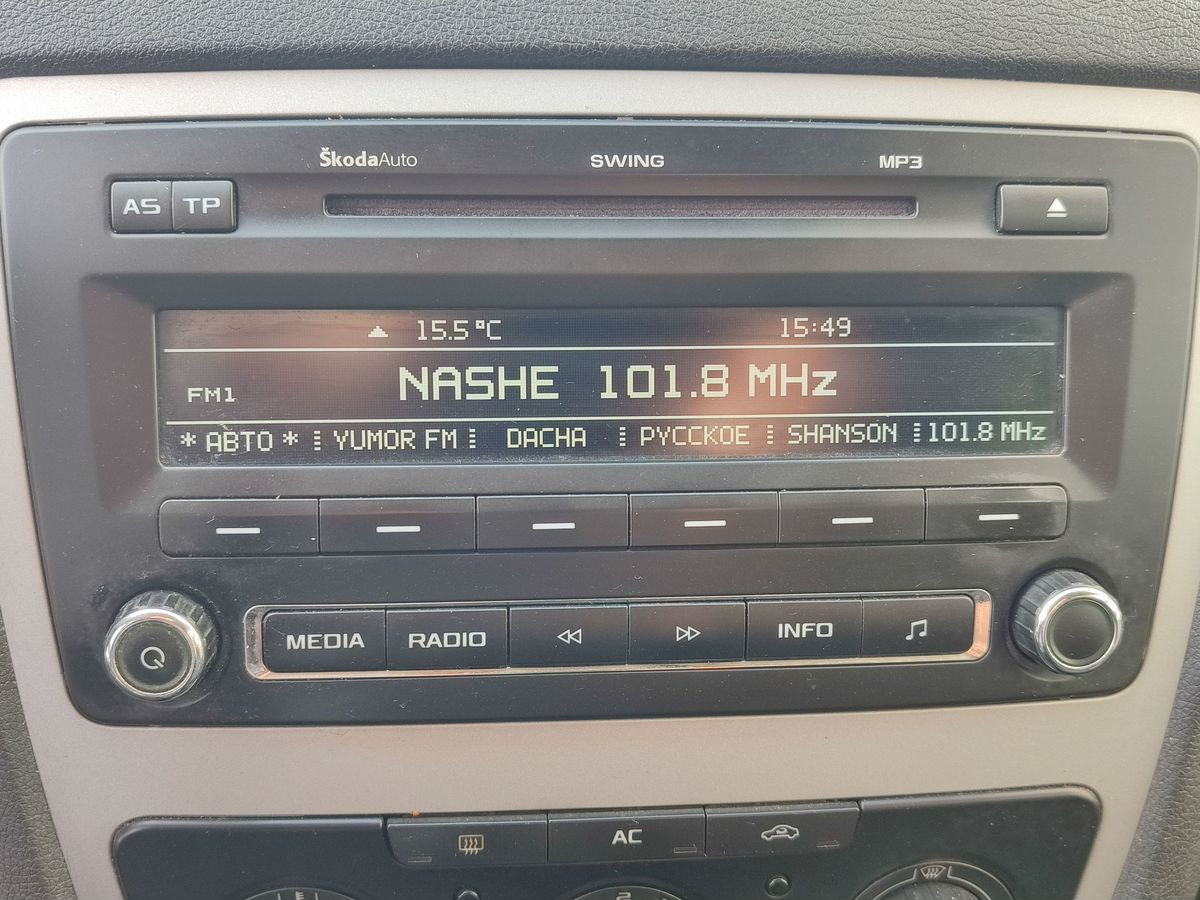 ŠkodaAuto SWING MP3
AS TP
15.5°C 15:49
FM1 NASHE 101.8 MHz
* АВТО * YUMOR FM DACHA РУССКОЕ SHANSON 101.8 MHz
MEDIA RADIO INFO
AC